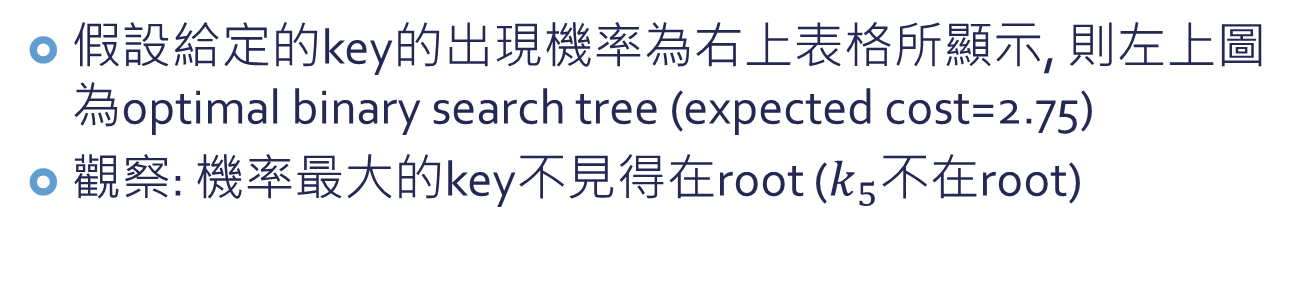 假設給定的key的出現機率為右上表格所顯示, 則左上圖
為optimal binary search tree (expected cost=2.75)
觀察: 機率最大的key不見得在root (k₅不在root)